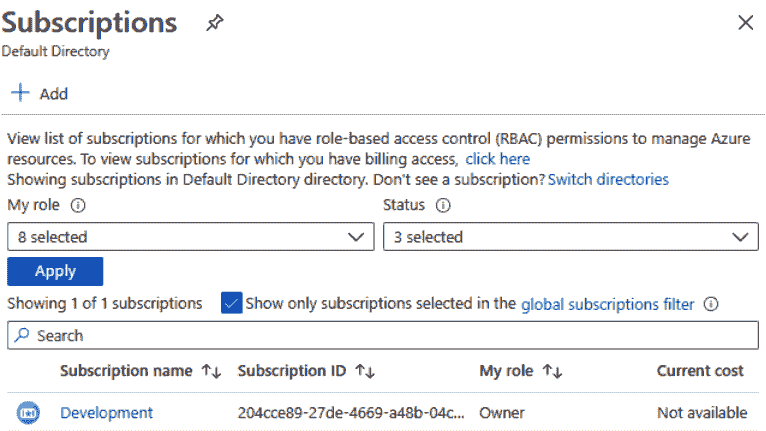 Subscriptions
Default Directory
Add
View list of subscriptions for which you have role-based access control (RBAC) permissions to manage Azure
resources. To view subscriptions for which you have billing access, click here
Showing subscriptions in Default Directory directory. Don't see a subscription? Switch directories
My role Status
8 selected 3 selected
Apply
Showing 1 of 1 subscriptions Show only subscriptions selected in the global subscriptions filter
Search
Subscription name Subscription ID My role Current cost
Development 204cce89-27de-4669-a48b-04c... Owner Not available